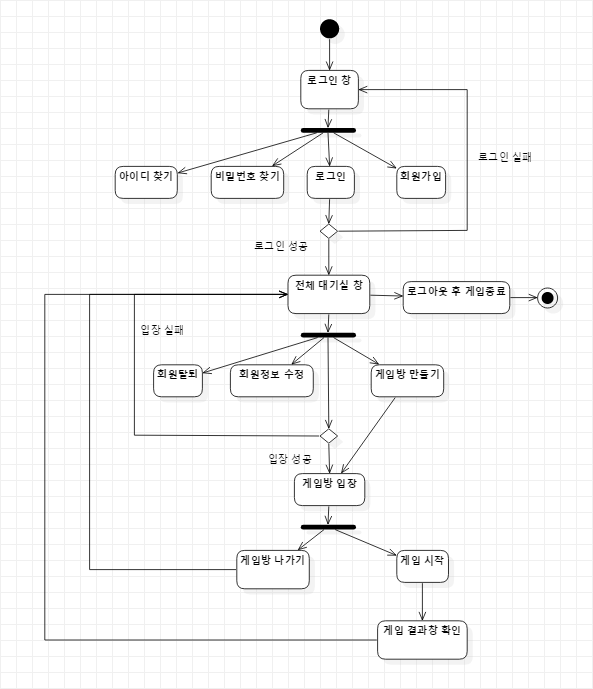 로그인 창
로그인 실패
아이디 찾기
비밀번호 찾기
로그인
회원가입
로그인 성공
전체 대기실 창
로그아웃 후 게임종료
입장 실패
회원탈퇴
회원정보 수정
게임방 만들기
입장 성공
게임방 입장
게임방 나가기
게임 시작
게임 결과창 확인